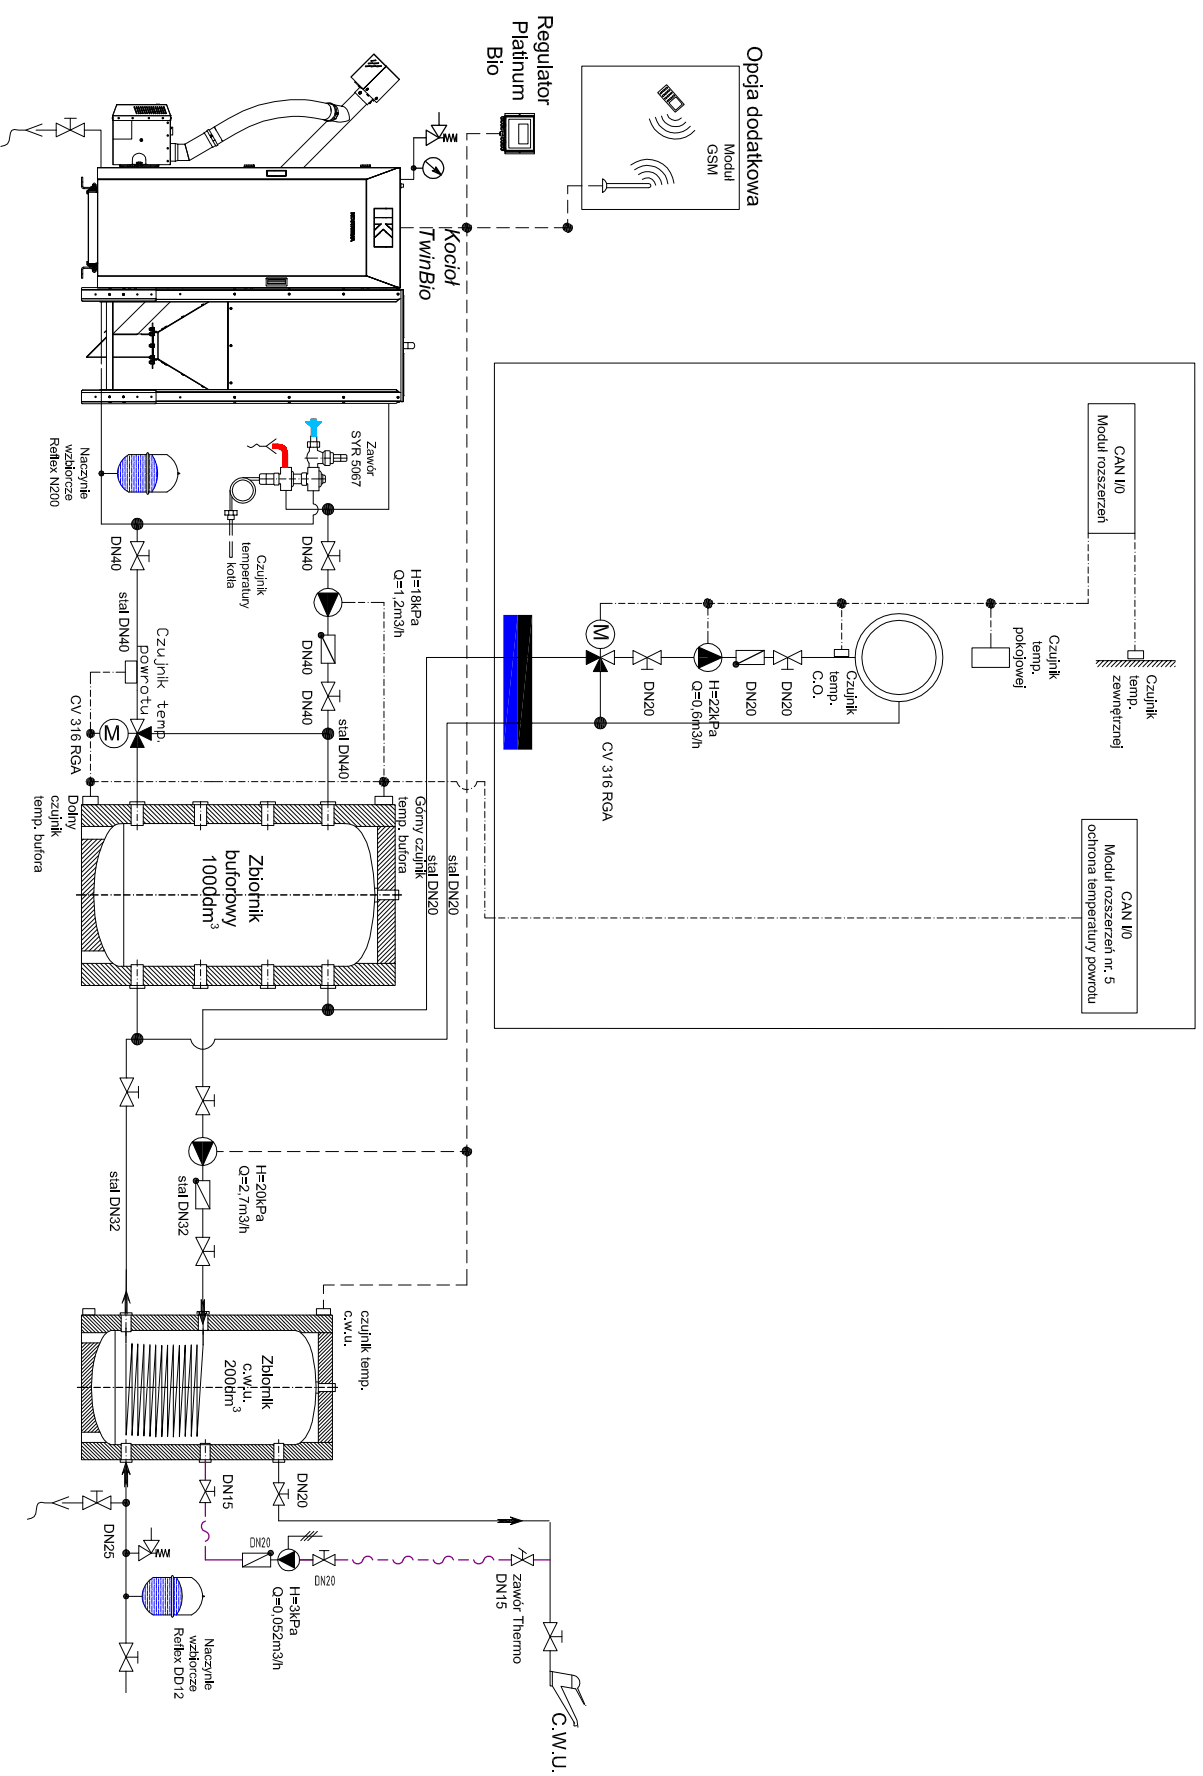 Opcja dodatkowa
Moduł
GSM
Regulator
Platinum
Bio
Kocioł
TwinBio
K
CAN I/0
Moduł rozszerzeń
Czujnik
temp.
zewnętrznej
Czujnik
temp.
pokojowej
Czujnik
temp.
C.O.
DN20
DN20
H=22kPa
Q=0,6m3/h
DN20
M
CV 316 RGA
CAN I/0
Moduł rozszerzeń nr. 5
ochrona temperatury powrotu
Zawór
SYR 5067
Naczynie
wzbiorcze
Reflex N200
Czujnik
temperatury
kotła
DN40
DN40
H=18kPa
Q=1,2m3/h
DN40
DN40
stal DN40
stal DN40
Czujnik temp.
powrotu
M
CV 316 RGA
Górny czujnik
temp. bufora
Dolny
czujnik
temp. bufora
stal DN20
stal DN20
Zbiornik
buforowy
1000dm3
H=20kPa
Q=2,7m3/h
stal DN32
stal DN32
czujnik temp.
c.w.u.
Zbiornik
c.w.u.
200dm3
DN20
DN15
DN25
DN20
DN20
H=3kPa
Q=0,052m3/h
zawór Thermo
DN15
Naczynie
wzbiorcze
Reflex DD12
C.W.U.